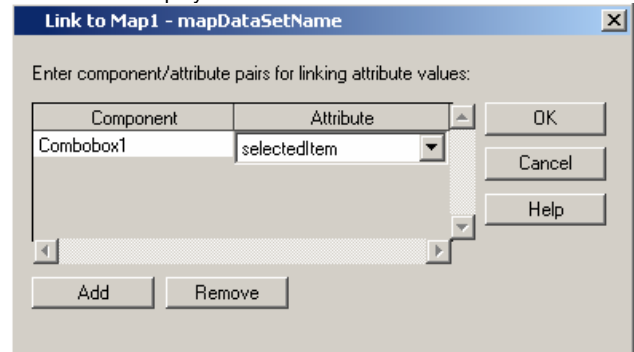 Link to Map1 - mapDataSetName
Enter component/attribute pairs for linking attribute values:
Component Attribute
Combobox1 selectedItem
OK
Cancel
Help
Add Remove